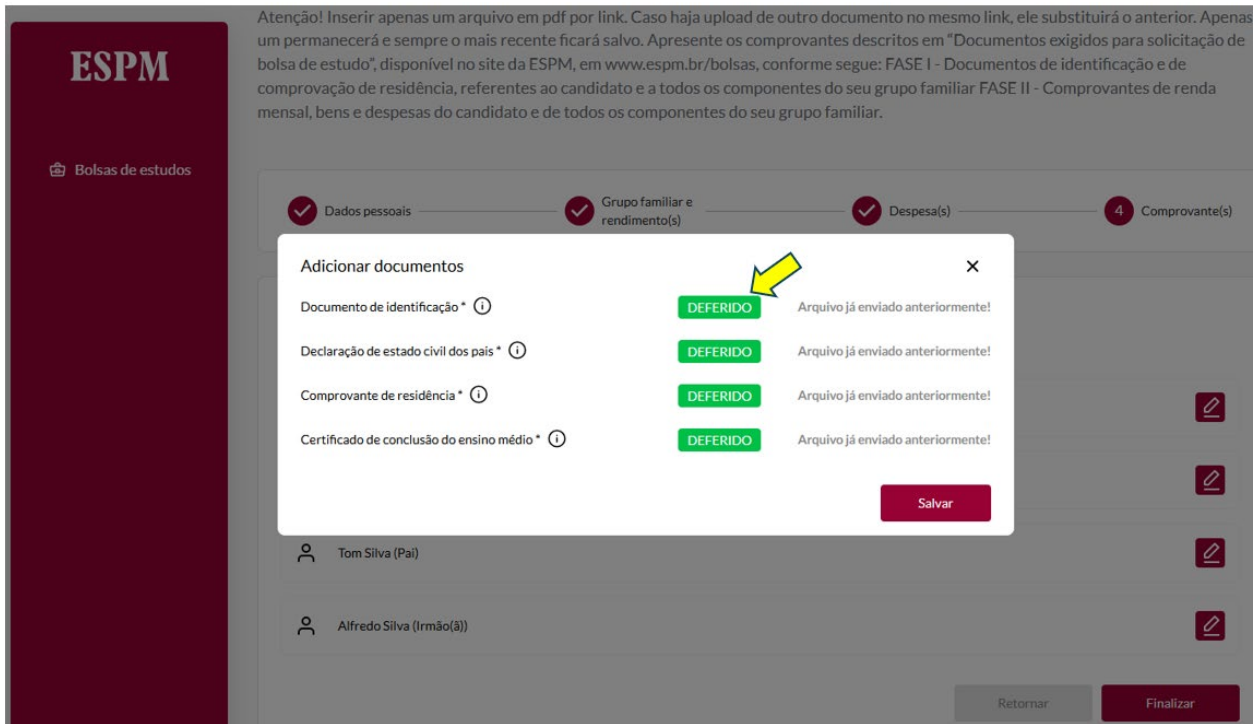 Atenção! Inserir apenas um arquivo em pdf por link. Caso haja upload de outro documento no mesmo link, ele substituirá o anterior. Apenas
um permanecerá e sempre o mais recente ficará salvo. Apresente os comprovantes descritos em “Documentos exigidos para solicitação de
bolsa de estudo”, disponível no site da ESPM, em www.espm.br/bolsas, conforme segue: FASE I - Documentos de identificação e de
comprovação de residência, referentes ao candidato e a todos os componentes do seu grupo familiar FASE II - Comprovantes de renda
mensal, bens e despesas do candidato e de todos os componentes do seu grupo familiar.
ESPM
Bolsas de estudos
Dados pessoais
Grupo familiar e
rendimento(s)
Despesa(s)
4 Comprovante(s)
Adicionar documentos
Documento de identificação * DEFERIDO Arquivo já enviado anteriormente!
Declaração de estado civil dos pais * DEFERIDO Arquivo já enviado anteriormente!
Comprovante de residência * DEFERIDO Arquivo já enviado anteriormente!
Certificado de conclusão do ensino médio * DEFERIDO Arquivo já enviado anteriormente!
Salvar
Tom Silva (Pai)
Alfredo Silva (Irmão(ã))
Retornar
Finalizar